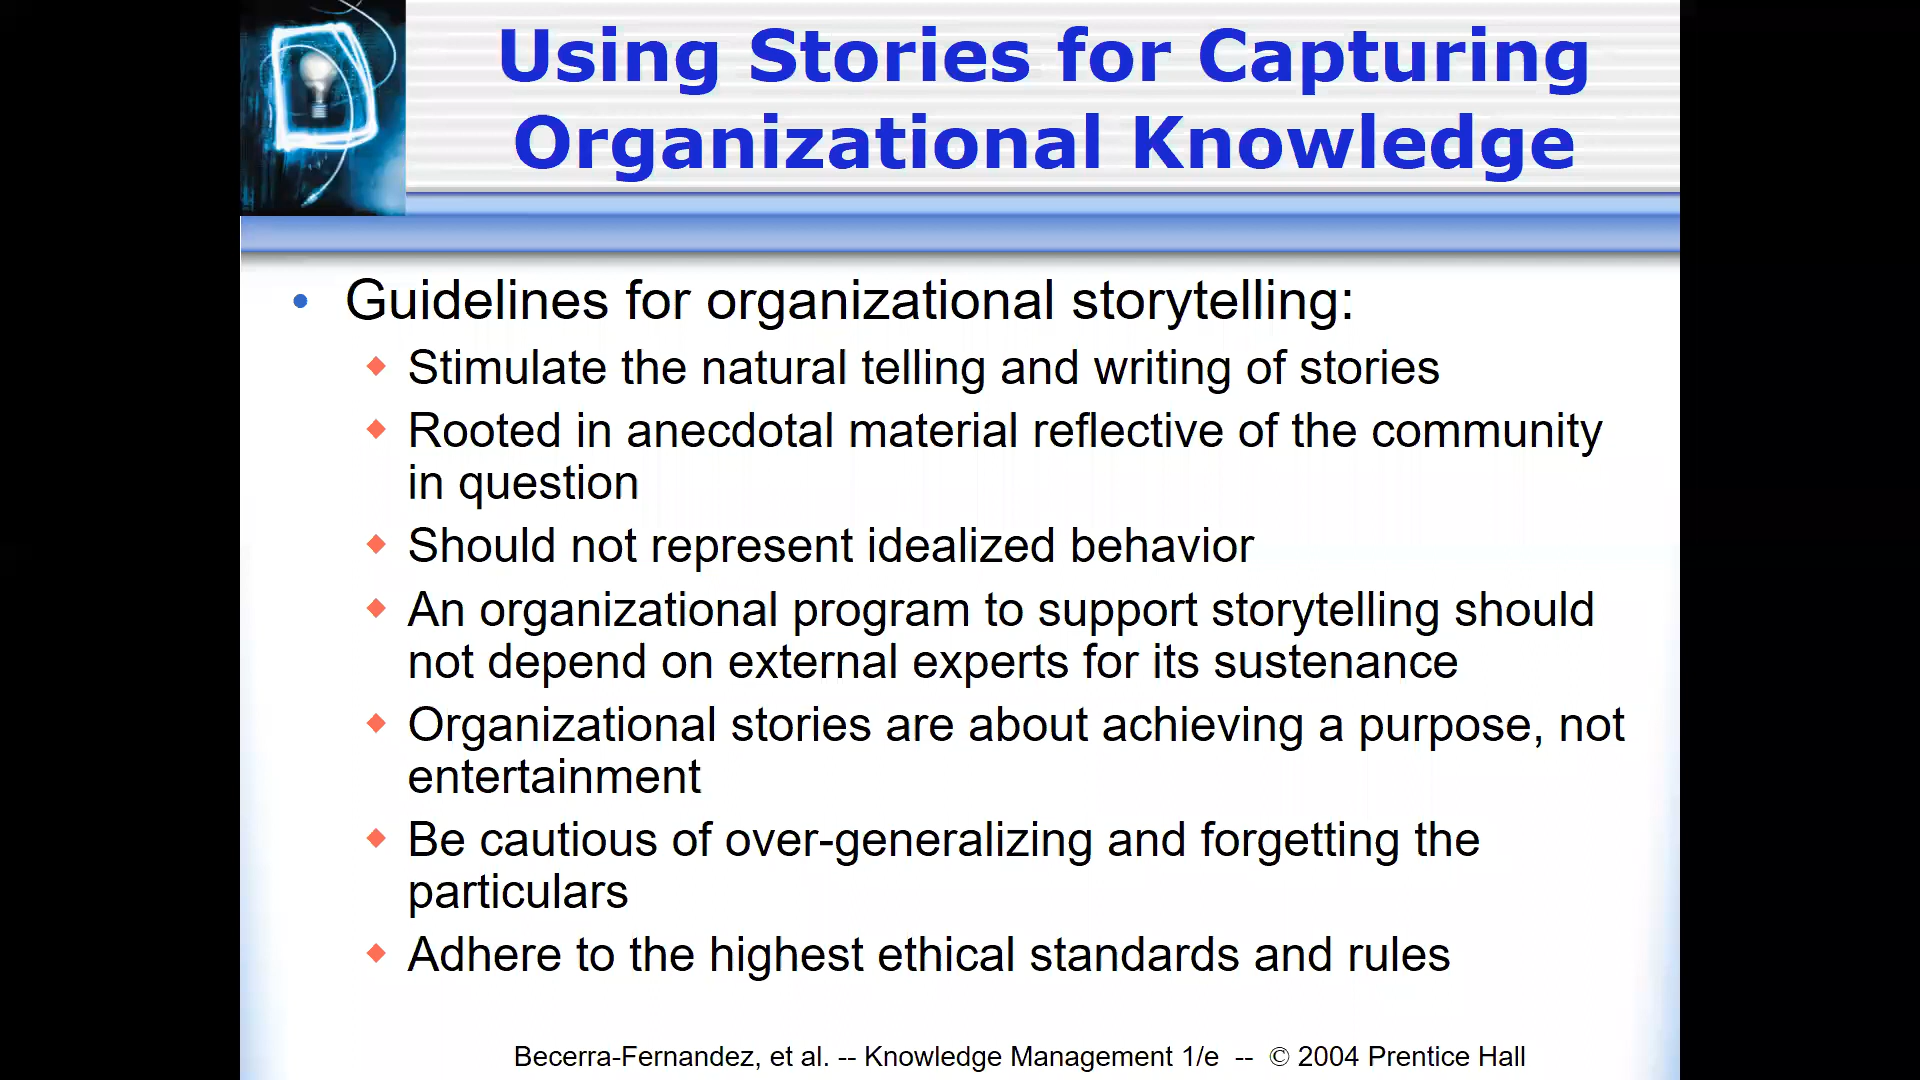 Using Stories for Capturing
Organizational Knowledge
• Guidelines for organizational storytelling:
◆ Stimulate the natural telling and writing of stories
◆ Rooted in anecdotal material reflective of the community
in question
◆ Should not represent idealized behavior
◆ An organizational program to support storytelling should
not depend on external experts for its sustenance
◆ Organizational stories are about achieving a purpose, not
entertainment
◆ Be cautious of over-generalizing and forgetting the
particulars
◆ Adhere to the highest ethical standards and rules
Becerra-Fernandez, et al. -- Knowledge Management 1/e -- © 2004 Prentice Hall